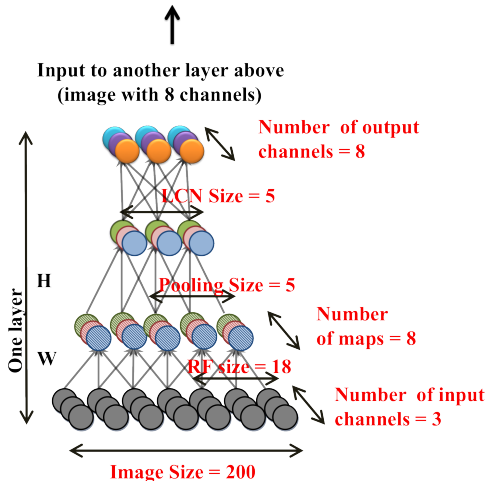 Input to another layer above
(image with 8 channels)
Number of output
channels = 8
LCN Size = 5
One layer
H
Pooling Size = 5
Number
of maps = 8
W
RF size = 18
Number of input
channels = 3
Image Size = 200